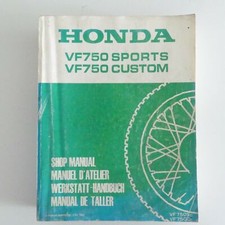 HONDA
VF750 SPORTS
VF750 CUSTOM
SHOP MANUAL
MANUEL D'ATELIER
WERKSTATT-HANDBUCH
MANUAL DE TALLER